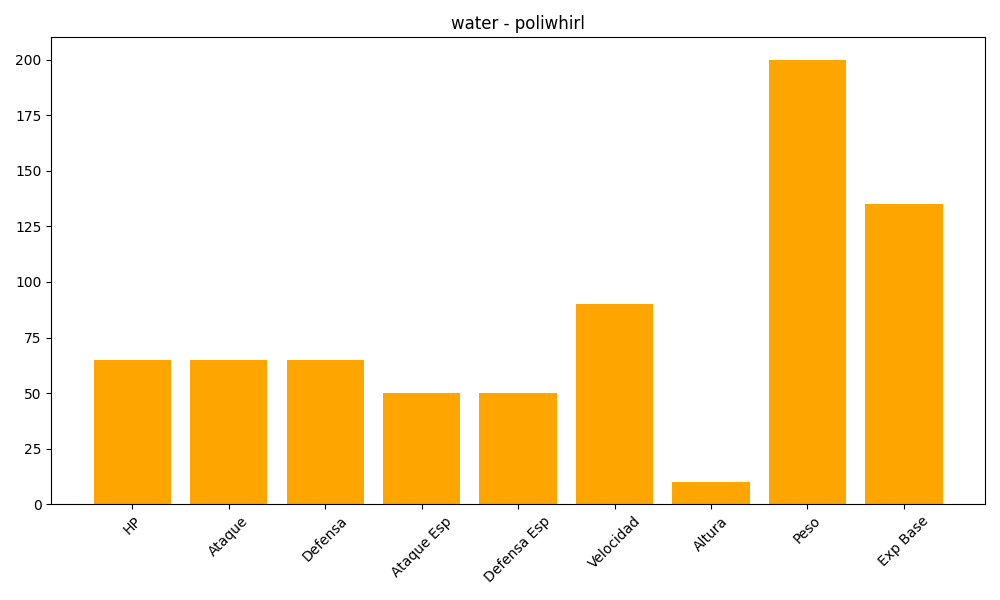 water - poliwhirl
200
175
150
125
100
75
50
25
0
HP
Ataque
Defensa
Ataque Esp
Defensa Esp
Velocidad
Altura
Peso
Exp Base